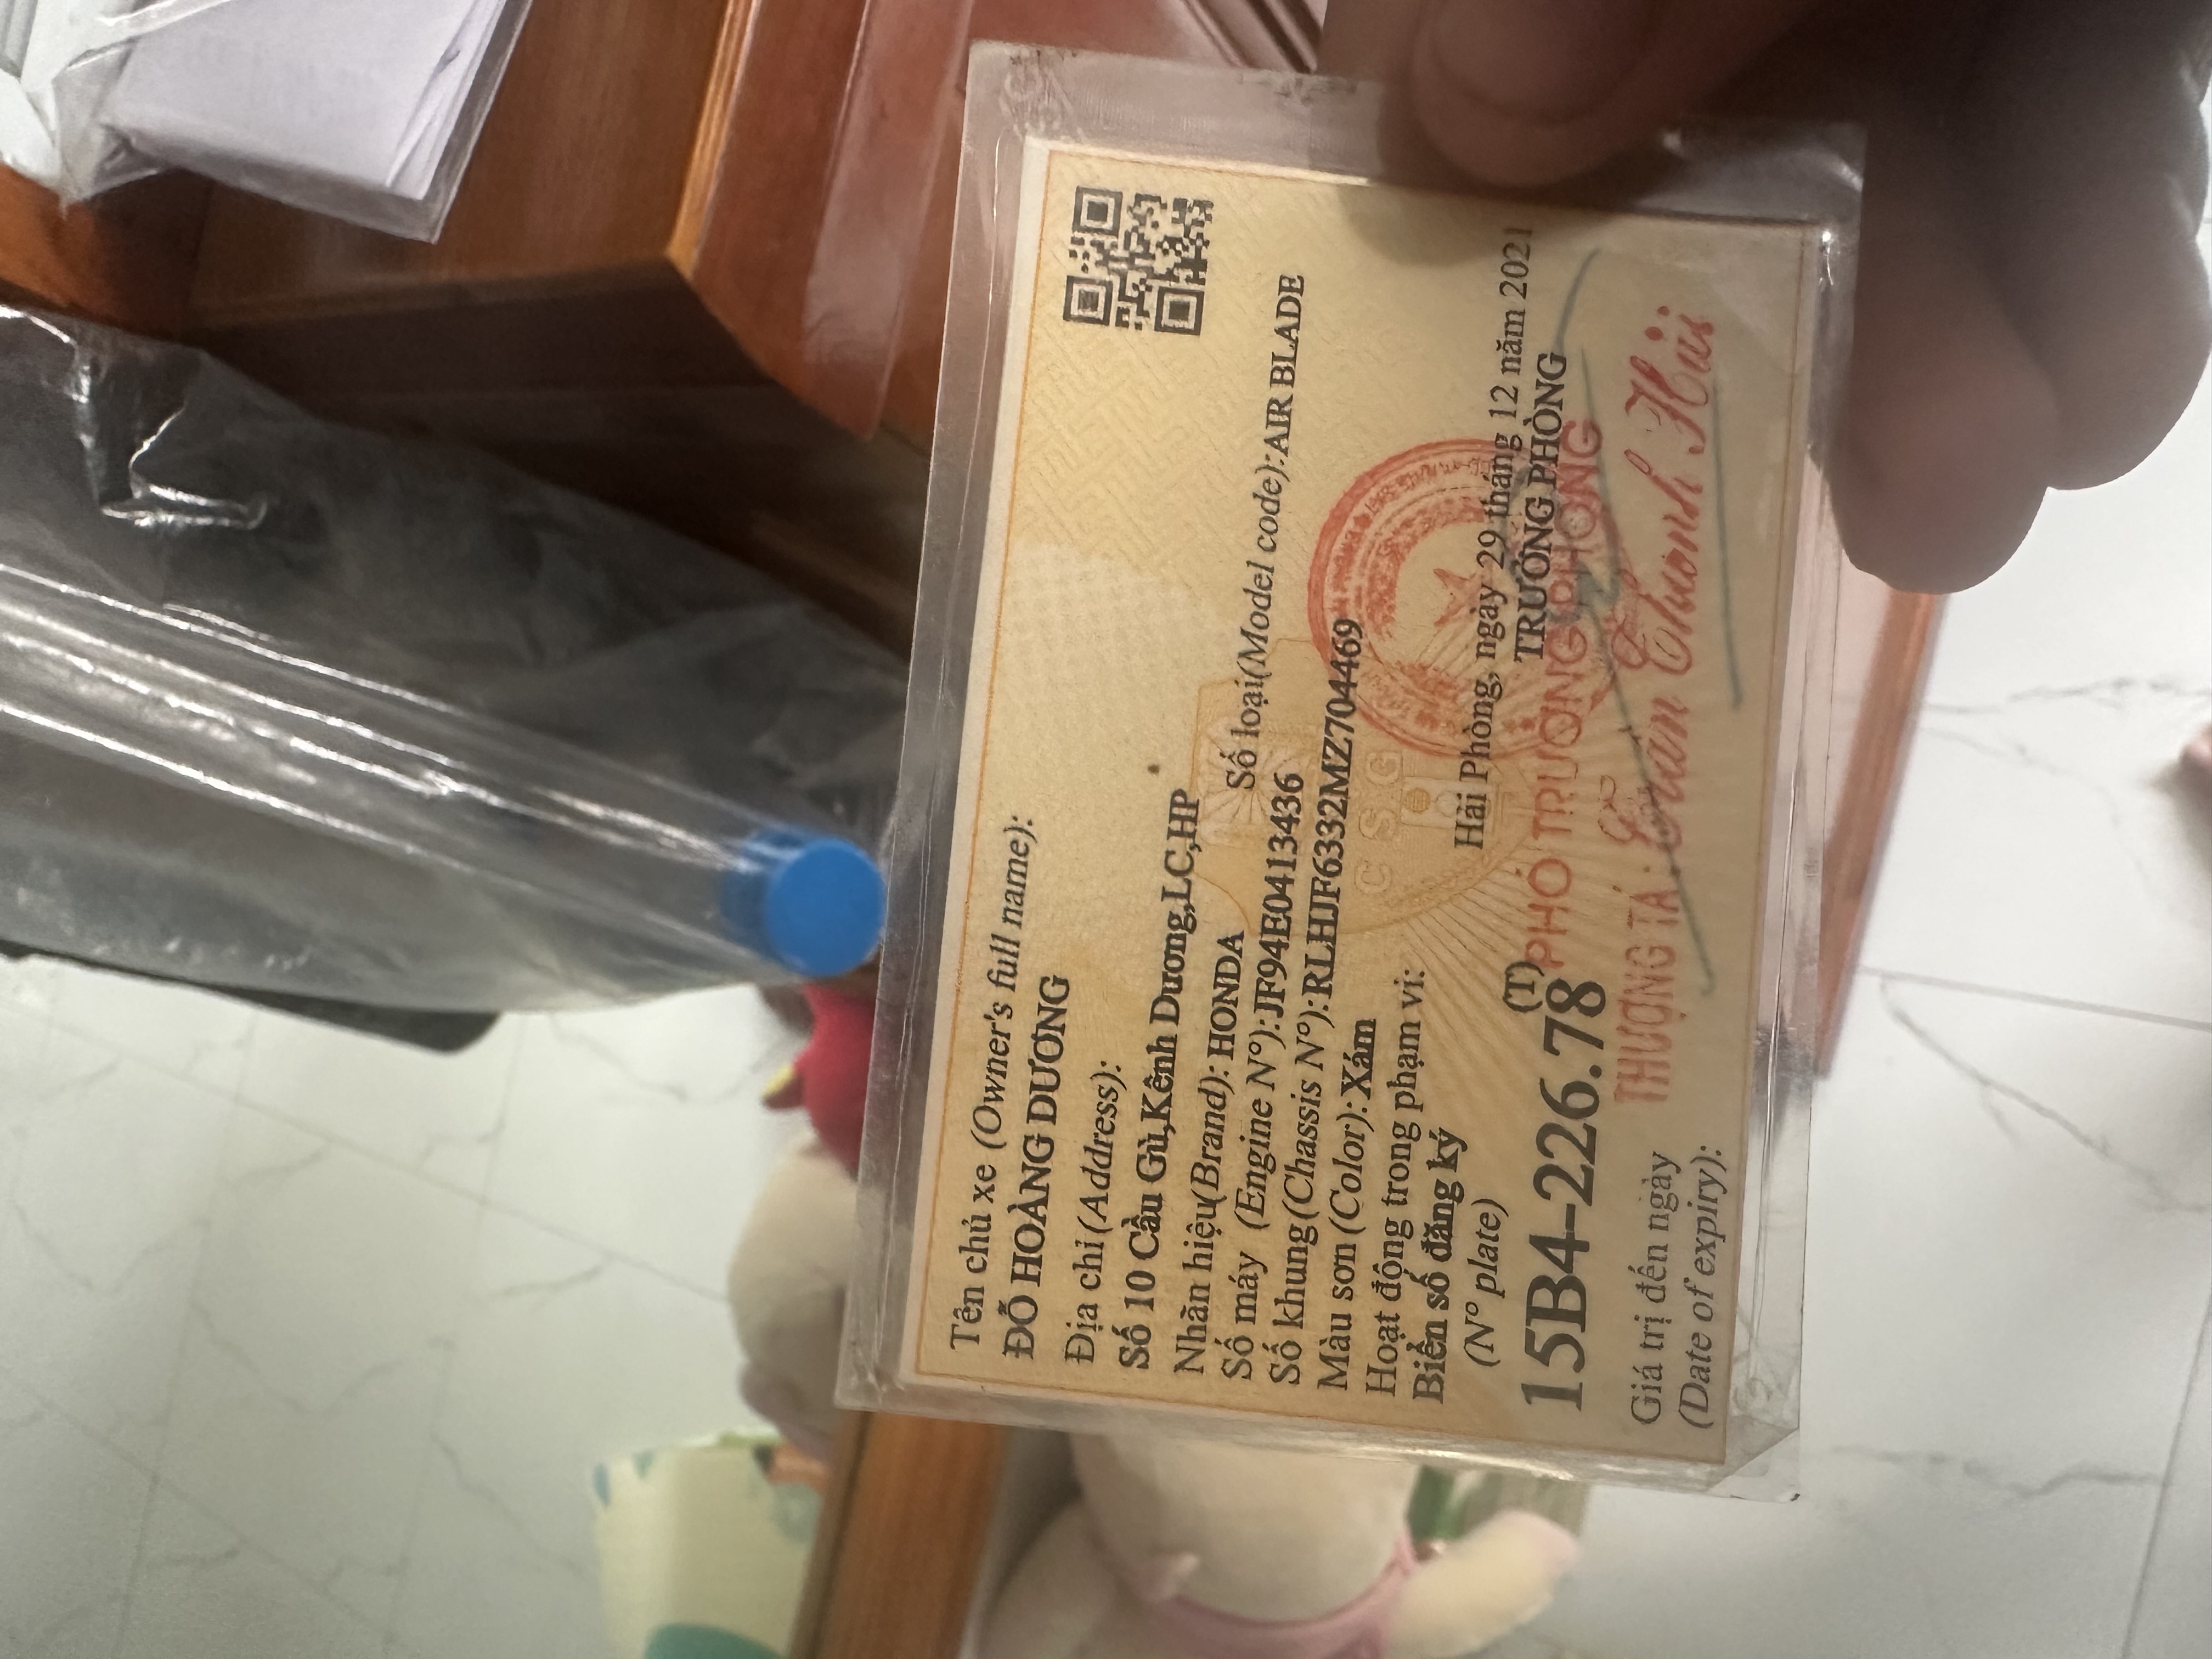 Tên chủ xe (Owner's full name):
ĐỖ HOÀNG DƯƠNG
Địa chỉ (Address):
Số 10 Cầu Gù,Kênh Dương,LC,HP
Nhãn hiệu(Brand): HONDA
Số loại(Model code):AIR BLADE
Số máy (Engine N°):JF94E0413436
Số khung(Chassis N°):RLHJF6332MZ704469
Màu sơn (Color): Xám
Hoạt động trong phạm vi:
Biển số đăng ký
(N° plate)
Hải Phòng, ngày 29 tháng 12 năm 2021
TRƯỞNG PHÒNG
(T)
15B4-226.78
PHÓ TRƯỞNG PHÒNG
THƯỢNG TÁ:
Thanh Hải
Giá trị đến ngày
(Date of expiry):
CSGT